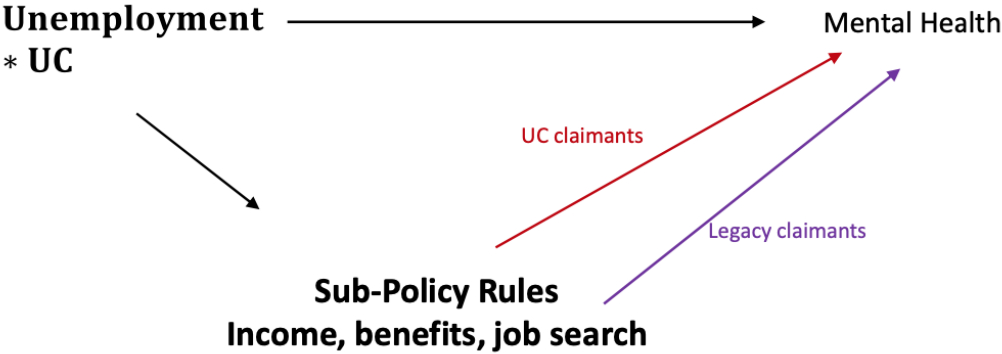 Unemployment
* UC
Mental Health
UC claimants
Legacy claimants
Sub-Policy Rules
Income, benefits, job search